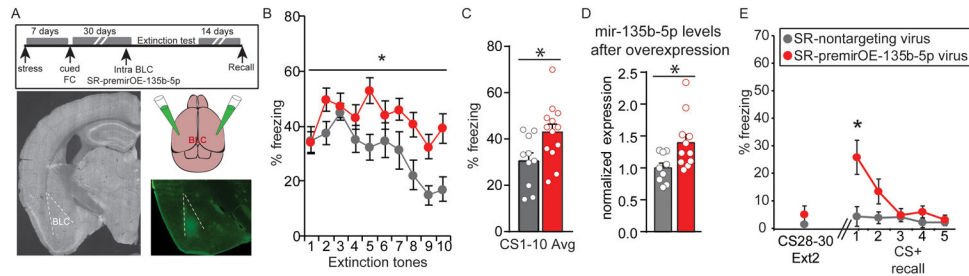 A
7 days
30 days
Extinction test
14 days
stress
cued
FC
Intra BLC
SR-premirOE-135b-5p
Recall
BLC
BLC
B
% freezing
60
40
20
0
*
1 2 3 4 5 6 7 8 9 10
Extinction tones
C
% freezing
80
60
40
20
0
*
CS1-10 Avg
D
mir-135b-5p levels
after overexpression
normalized expression
2.5
2.0
1.5
1.0
0.5
0.0
*
E
SR-nontargeting virus
SR-premirOE-135b-5p virus
% freezing
40
30
20
10
0
*
CS28-30
Ext2
//
1 2 3 4 5
CS+
recall